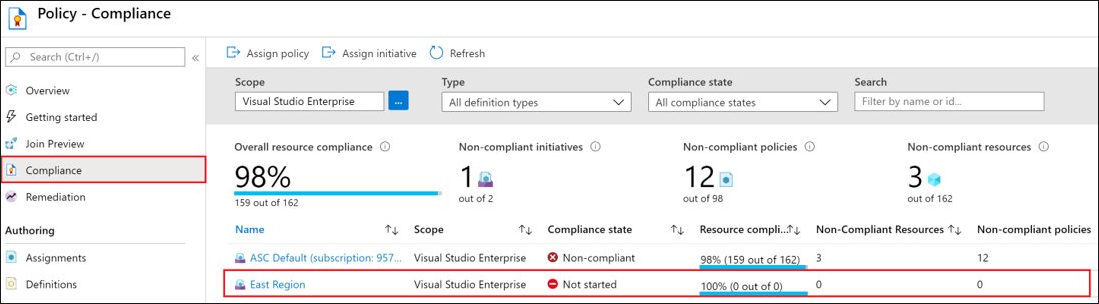 Policy - Compliance
Search (Ctrl+/)
«
Overview
Getting started
Join Preview
Compliance
Remediation
Authoring
Assignments
Definitions
Assign policy
Assign initiative
Refresh
Scope
Type
Compliance state
Search
Visual Studio Enterprise
...
All definition types
All compliance states
Filter by name or id...
Overall resource compliance
Non-compliant initiatives
Non-compliant policies
Non-compliant resources
98%
1
12
3
159 out of 162
out of 2
out of 98
out of 162
Name Scope Compliance state Resource compli... Non-Compliant Resources Non-compliant policies
ASC Default (subscription: 957... Visual Studio Enterprise Non-compliant 98% (159 out of 162) 3 12
East Region Visual Studio Enterprise Not started 100% (0 out of 0) 0 0